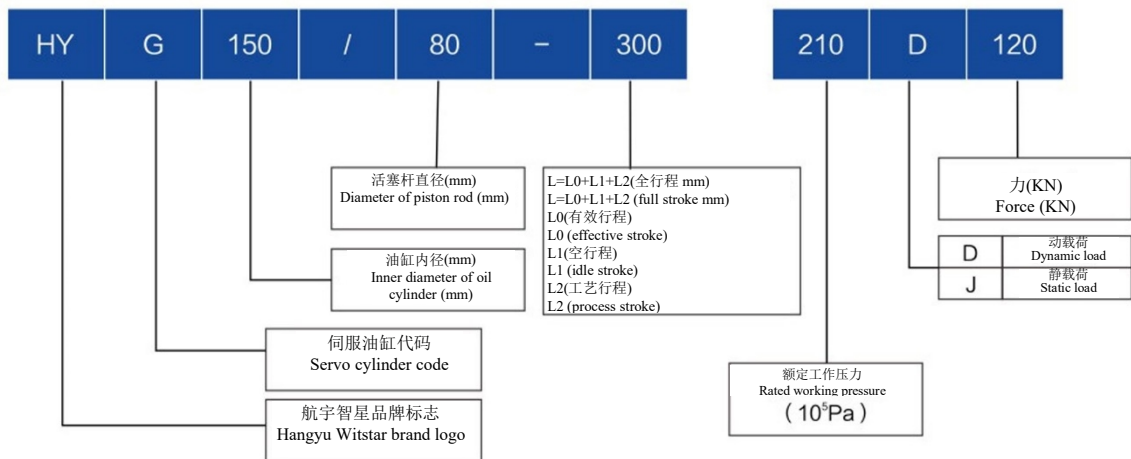 HY G 150 / 80 - 300 210 D 120
活塞杆直径(mm)
Diameter of piston rod (mm)
L=L0+L1+L2(全行程 mm)
L=L0+L1+L2 (full stroke mm)
L0(有效行程)
L0 (effective stroke)
L1(空行程)
L1 (idle stroke)
L2(工艺行程)
L2 (process stroke)
力(KN)
Force (KN)
油缸内径(mm)
Inner diameter of oil
cylinder (mm)
D 动载荷
Dynamic load
J 静载荷
Static load
伺服油缸代码
Servo cylinder code
额定工作压力
Rated working pressure
(10⁵Pa)
航宇智星品牌标志
Hangyu Witstar brand logo